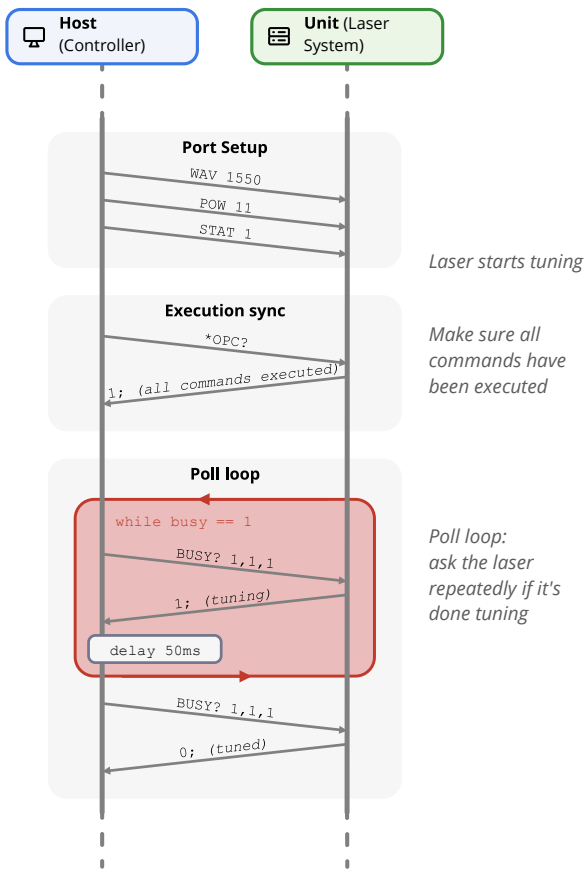 Host
(Controller)
Unit (Laser
System)
Port Setup
WAV 1550
POW 11
STAT 1
Laser starts tuning
Execution sync
*OPC?
1; (all commands executed)
Make sure all
commands have
been executed
Poll loop
while busy == 1
BUSY? 1,1,1
1; (tuning)
delay 50ms
Poll loop:
ask the laser
repeatedly if it's
done tuning
BUSY? 1,1,1
0; (tuned)